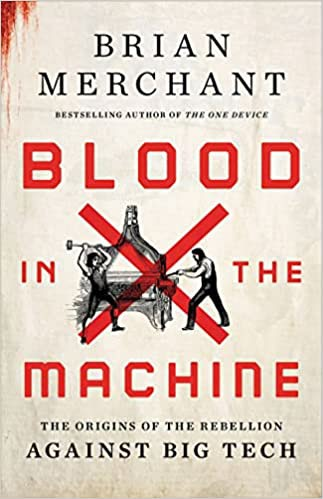 BRIAN
MERCHANT
BESTSELLING AUTHOR OF THE ONE DEVICE
BLOOD
IN THE
MACHINE
THE ORIGINS OF THE REBELLION
AGAINST BIG TECH